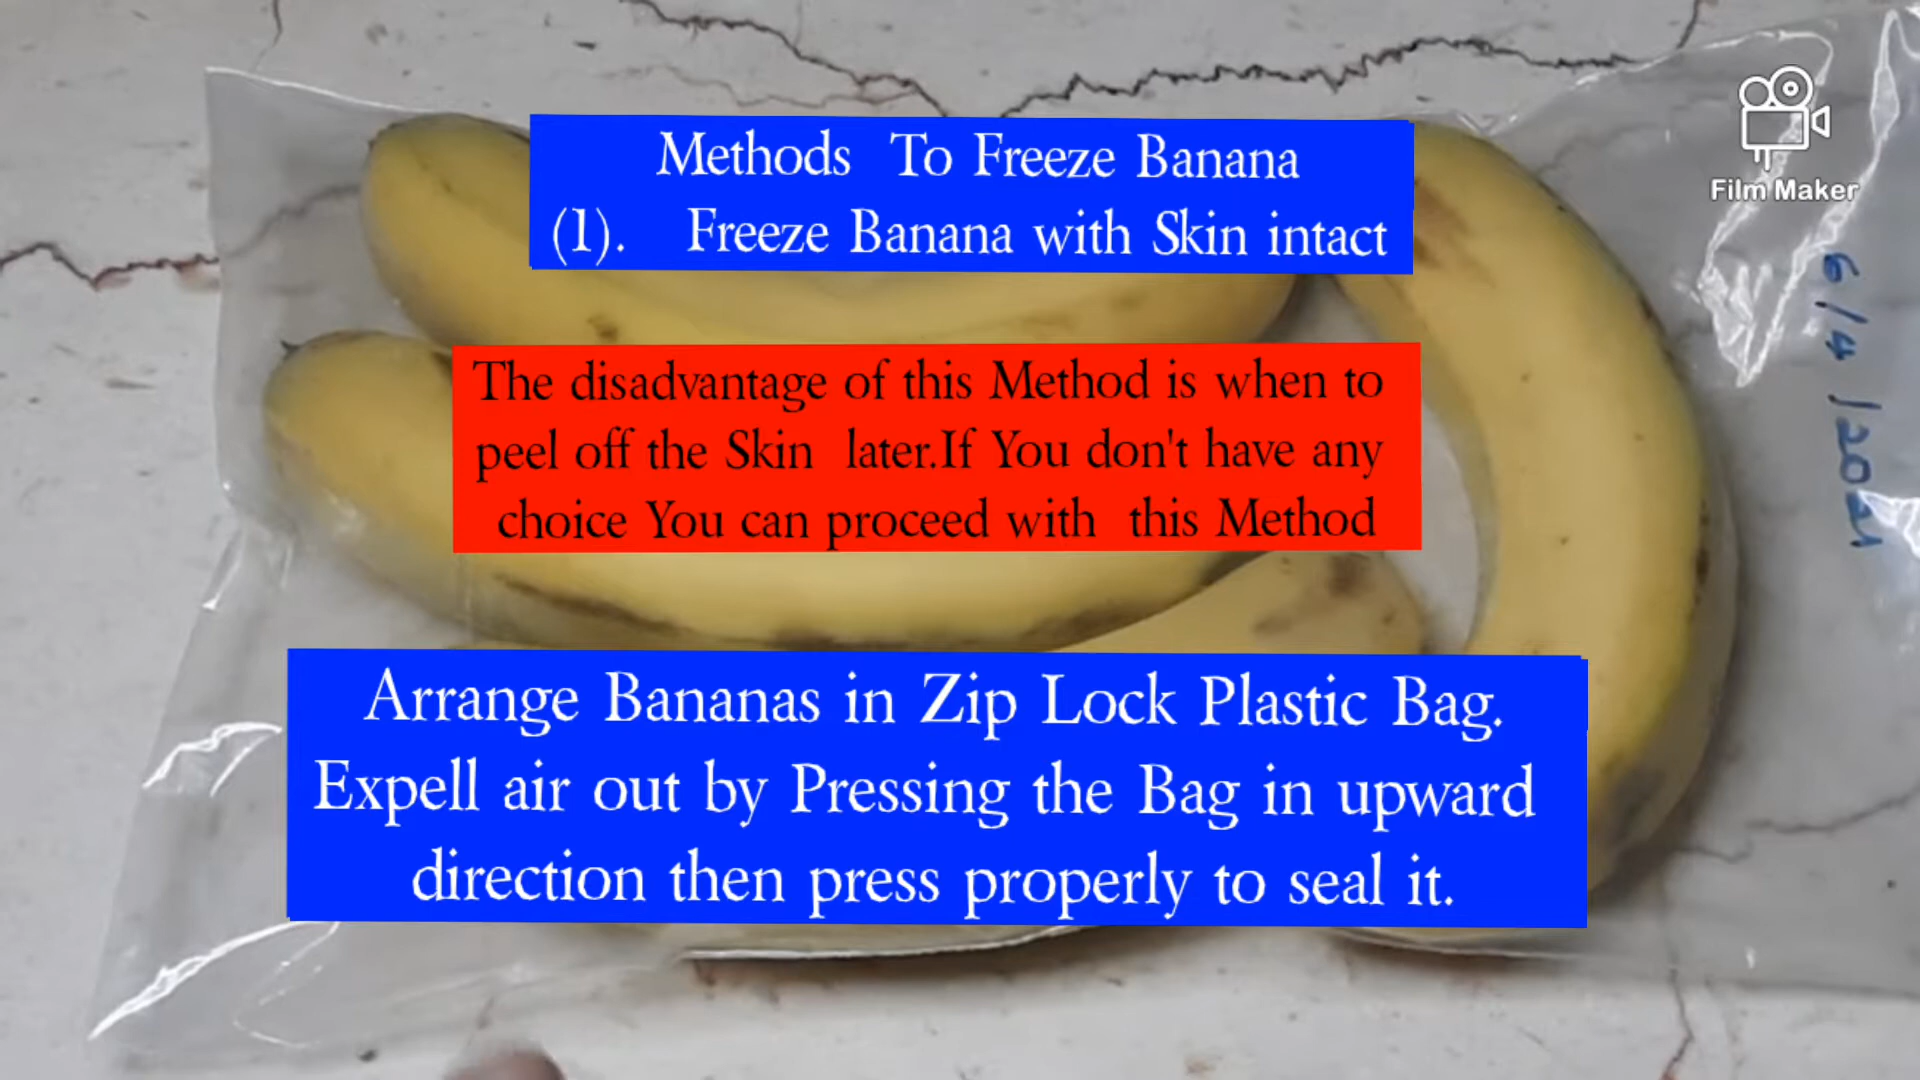 Methods To Freeze Banana
(1). Freeze Banana with Skin intact
The disadvantage of this Method is when to
peel off the Skin later.If You don't have any
choice You can proceed with this Method
Arrange Bananas in Zip Lock Plastic Bag.
Expell air out by Pressing the Bag in upward
direction then press properly to seal it.
Film Maker
6/4/2021